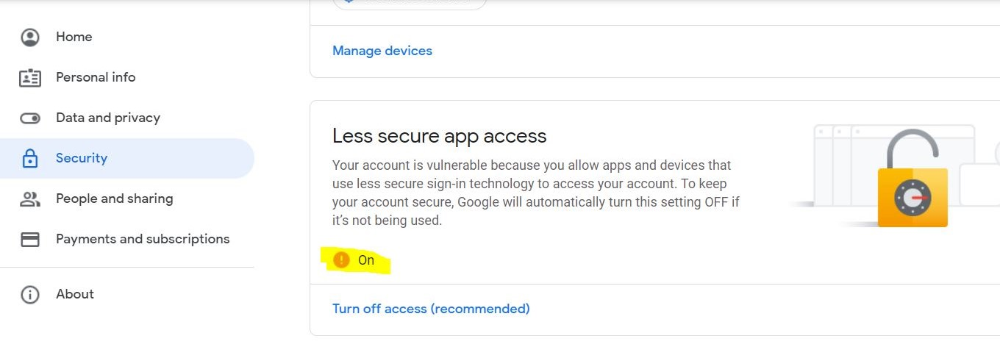 Home
Personal info
Data and privacy
Security
People and sharing
Payments and subscriptions
About
Manage devices
Less secure app access
Your account is vulnerable because you allow apps and devices that
use less secure sign-in technology to access your account. To keep
your account secure, Google will automatically turn this setting OFF if
it's not being used.
On
Turn off access (recommended)